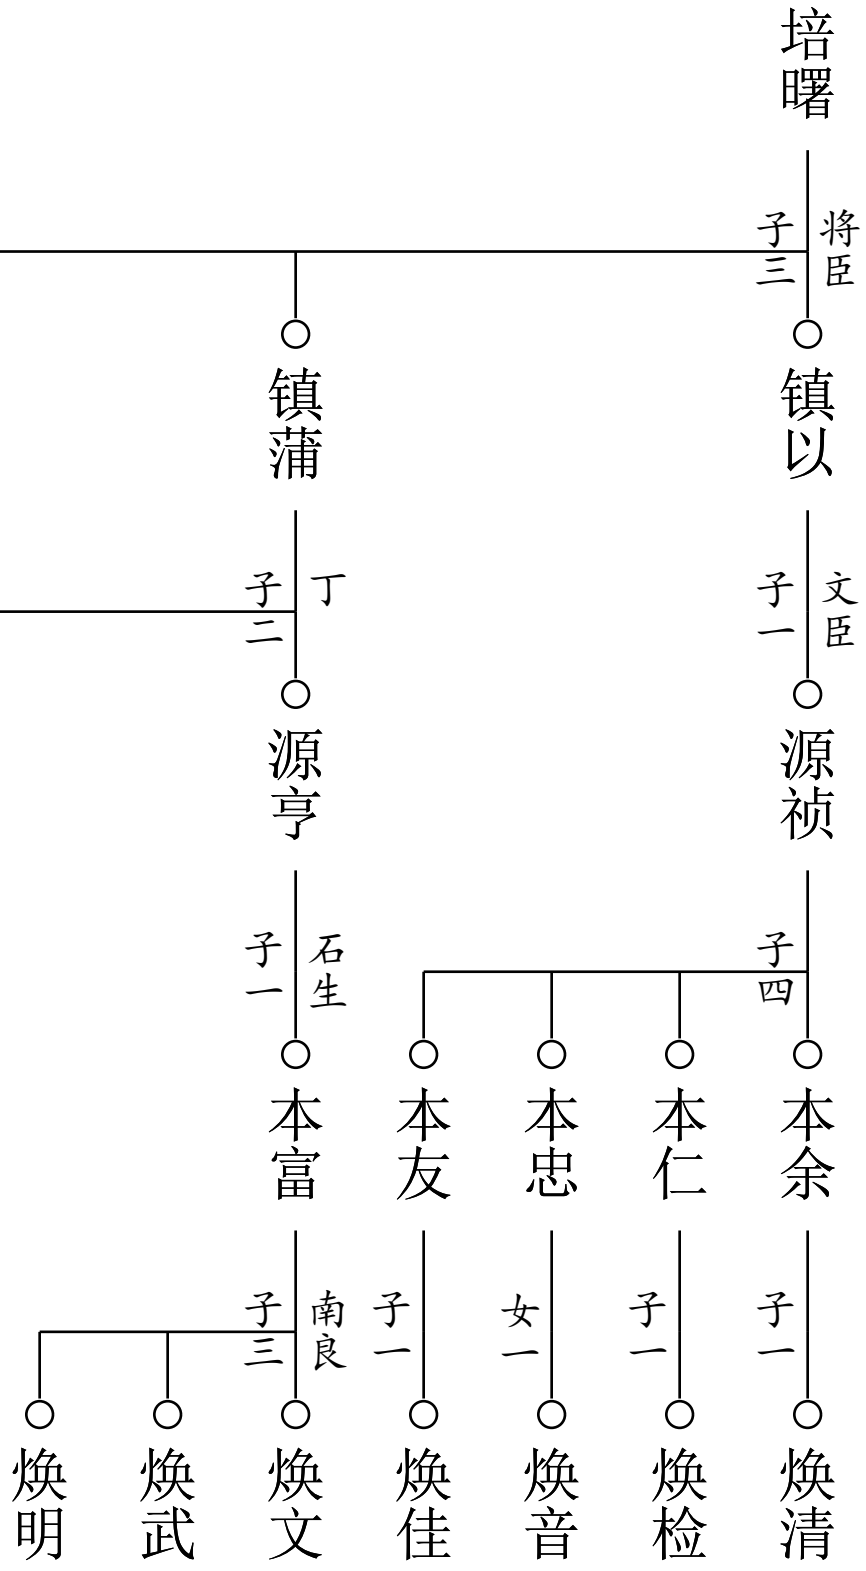 培曙
将臣
子三
镇以
镇蒲
文臣
子一
丁
子二
源祯
源亨
子四
石生
子一
本余
本仁
本忠
本友
本富
子一
子一
女一
子一
南良
子三
焕清
焕检
焕音
焕佳
焕文
焕武
焕明